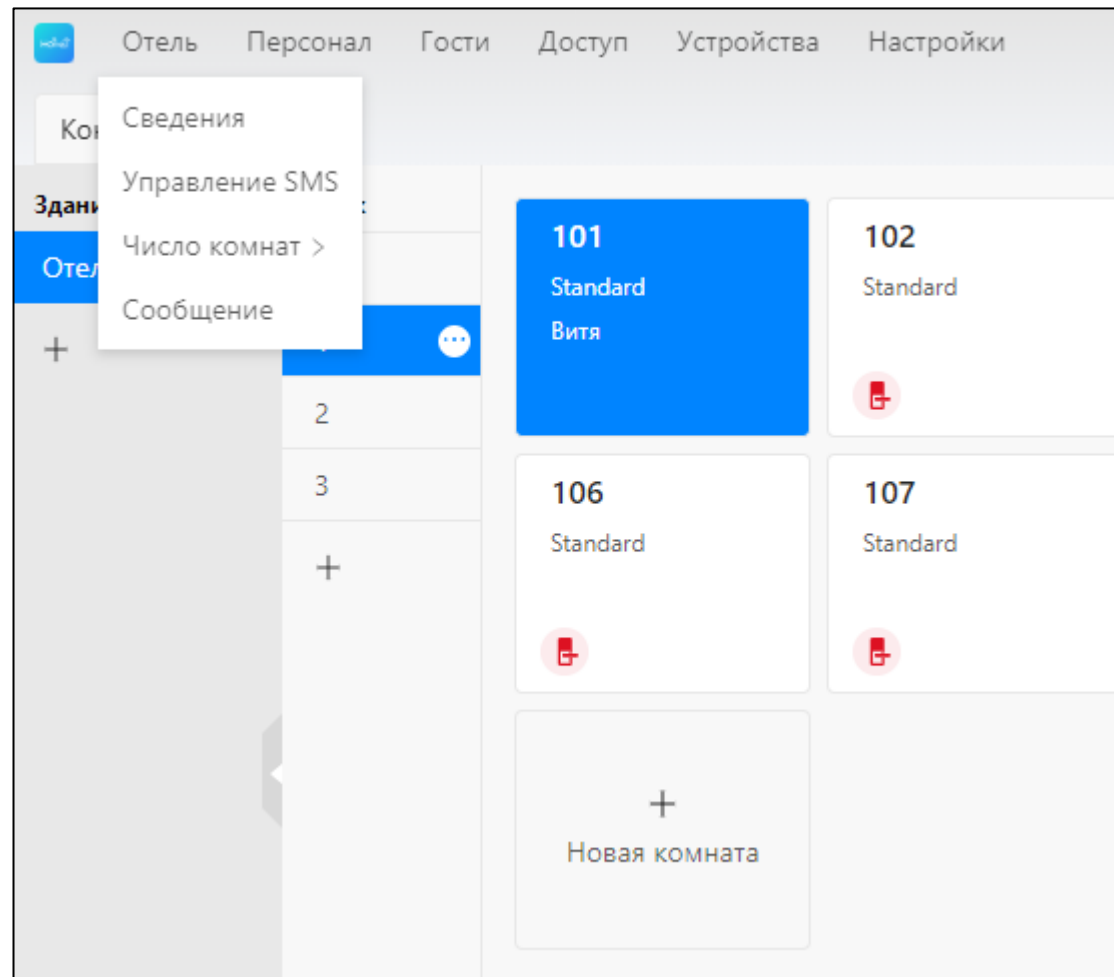 Отель Персонал Гости Доступ Устройства Настройки
Сведения
Управление SMS
Число комнат >
Сообщение
2
3
101
Standard
Витя
102
Standard
106
Standard
107
Standard
Новая комната